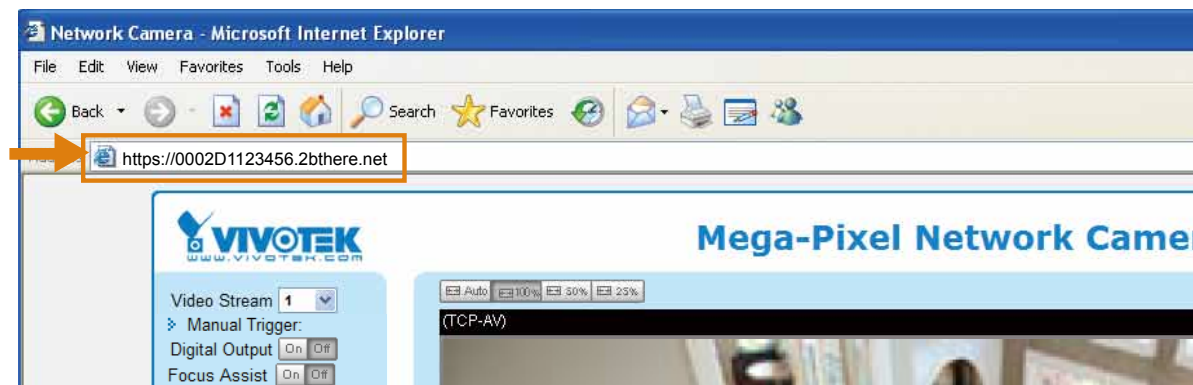 Network Camera - Microsoft Internet Explorer
File Edit View Favorites Tools Help
Back Search Favorites
https://0002D1123456.2bthere.net
VIVOTEK
www.vivotek.com
Mega-Pixel Network Came
Video Stream 1
Manual Trigger:
Digital Output On Off
Focus Assist On Off
Auto 100% 50% 25%
(TCP-AV)